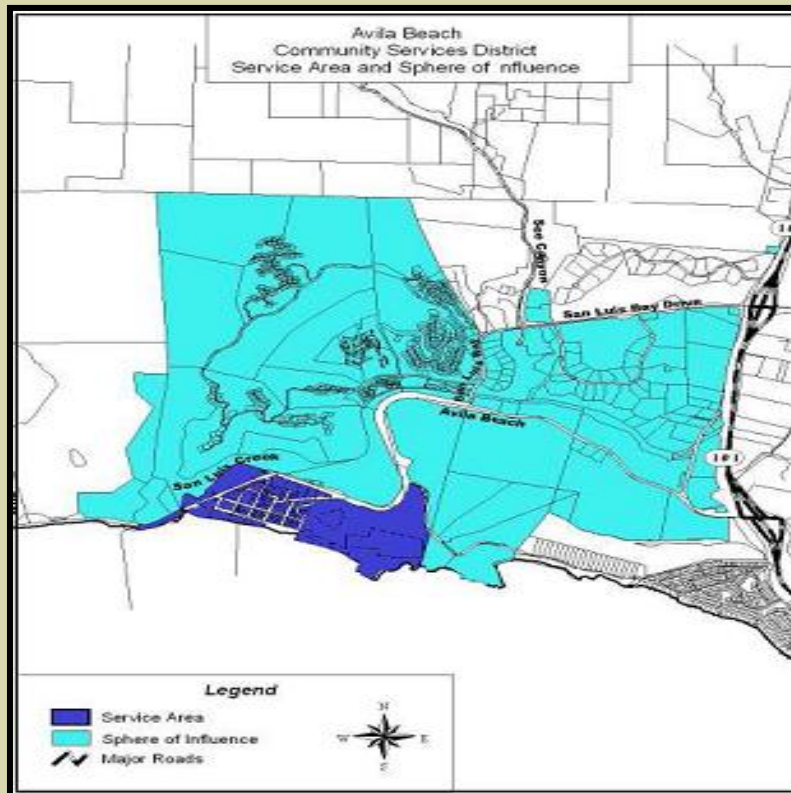 Avila Beach
Community Services District
Service Area and Sphere of nfluence
See Canyon
San Luis Bay Drive
Avila Beach
101
San Luis Creek
Legend
Service Area
Sphere of Influence
Major Roads
N
W E
S